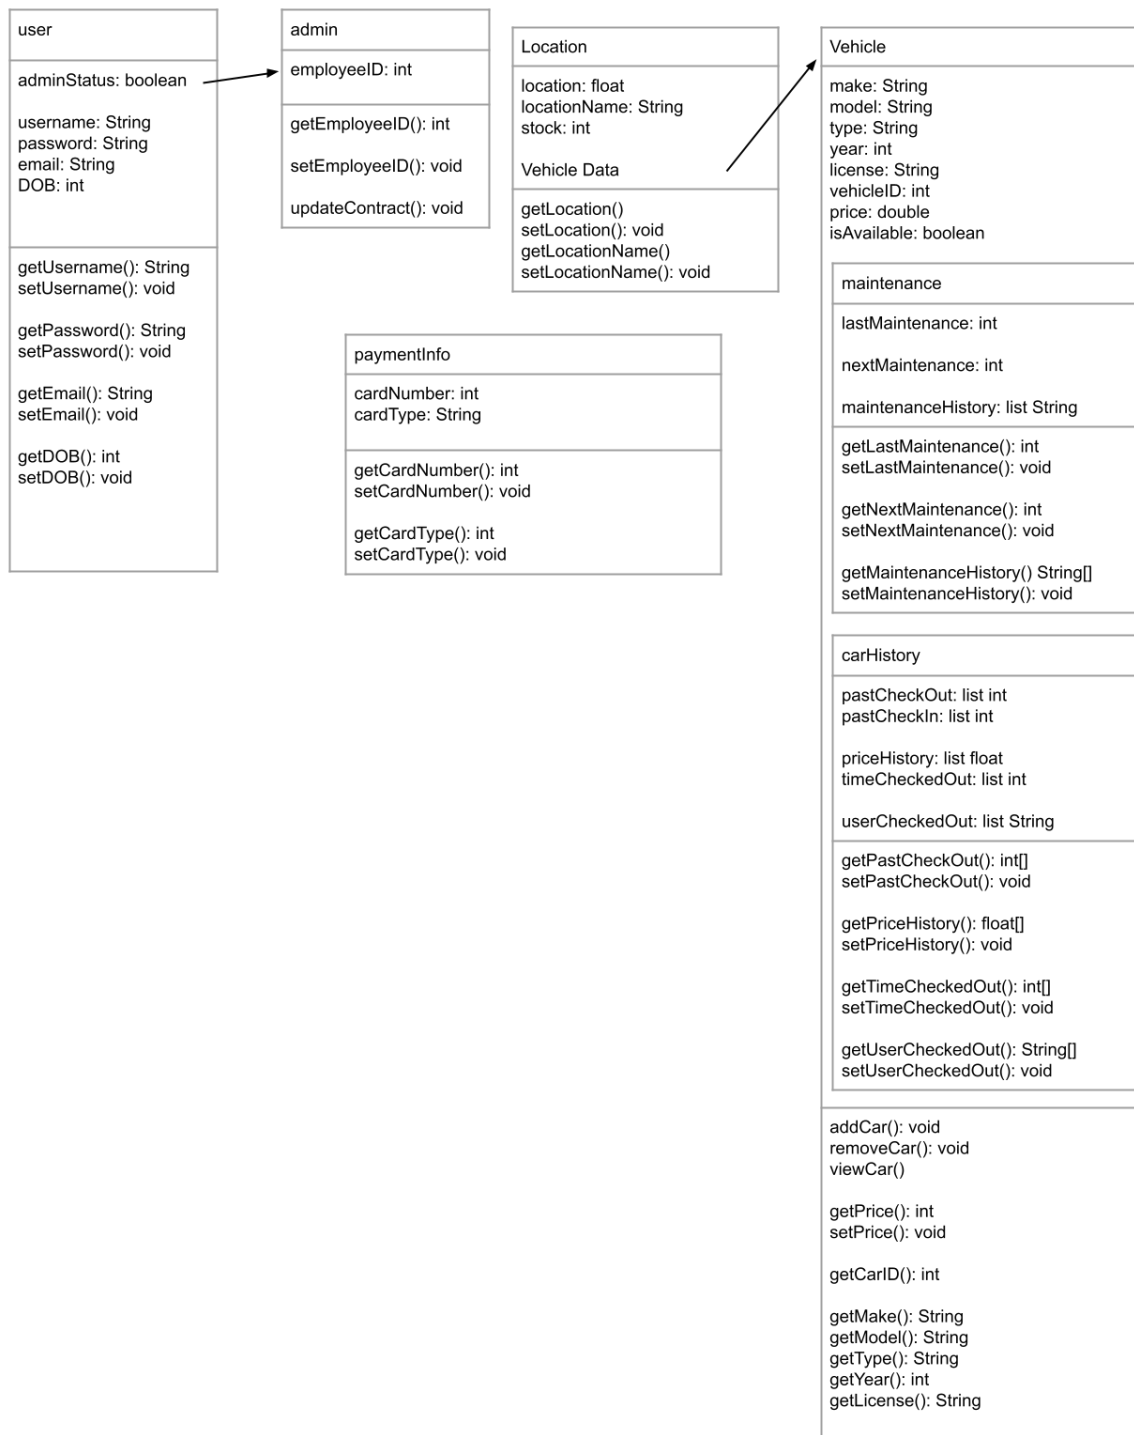 user
adminStatus: boolean
username: String
password: String
email: String
DOB: int
getUsername(): String
setUsername(): void
getPassword(): String
setPassword(): void
getEmail(): String
setEmail(): void
getDOB(): int
setDOB(): void
admin
employeeID: int
getEmployeeID(): int
setEmployeeID(): void
updateContract(): void
Location
location: float
locationName: String
stock: int
Vehicle Data
getLocation()
setLocation(): void
getLocationName()
setLocationName(): void
paymentInfo
cardNumber: int
cardType: String
getCardNumber(): int
setCardNumber(): void
getCardType(): int
setCardType(): void
Vehicle
make: String
model: String
type: String
year: int
license: String
vehicleID: int
price: double
isAvailable: boolean
maintenance
lastMaintenance: int
nextMaintenance: int
maintenanceHistory: list String
getLastMaintenance(): int
setLastMaintenance(): void
getNextMaintenance(): int
setNextMaintenance(): void
getMaintenanceHistory() String[]
setMaintenanceHistory(): void
carHistory
pastCheckOut: list int
pastCheckIn: list int
priceHistory: list float
timeCheckedOut: list int
userCheckedOut: list String
getPastCheckOut(): int[]
setPastCheckOut(): void
getPriceHistory(): float[]
setPriceHistory(): void
getTimeCheckedOut(): int[]
setTimeCheckedOut(): void
getUserCheckedOut(): String[]
setUserCheckedOut(): void
addCar(): void
removeCar(): void
viewCar()
getPrice(): int
setPrice(): void
getCarID(): int
getMake(): String
getModel(): String
getType(): String
getYear(): int
getLicense(): String